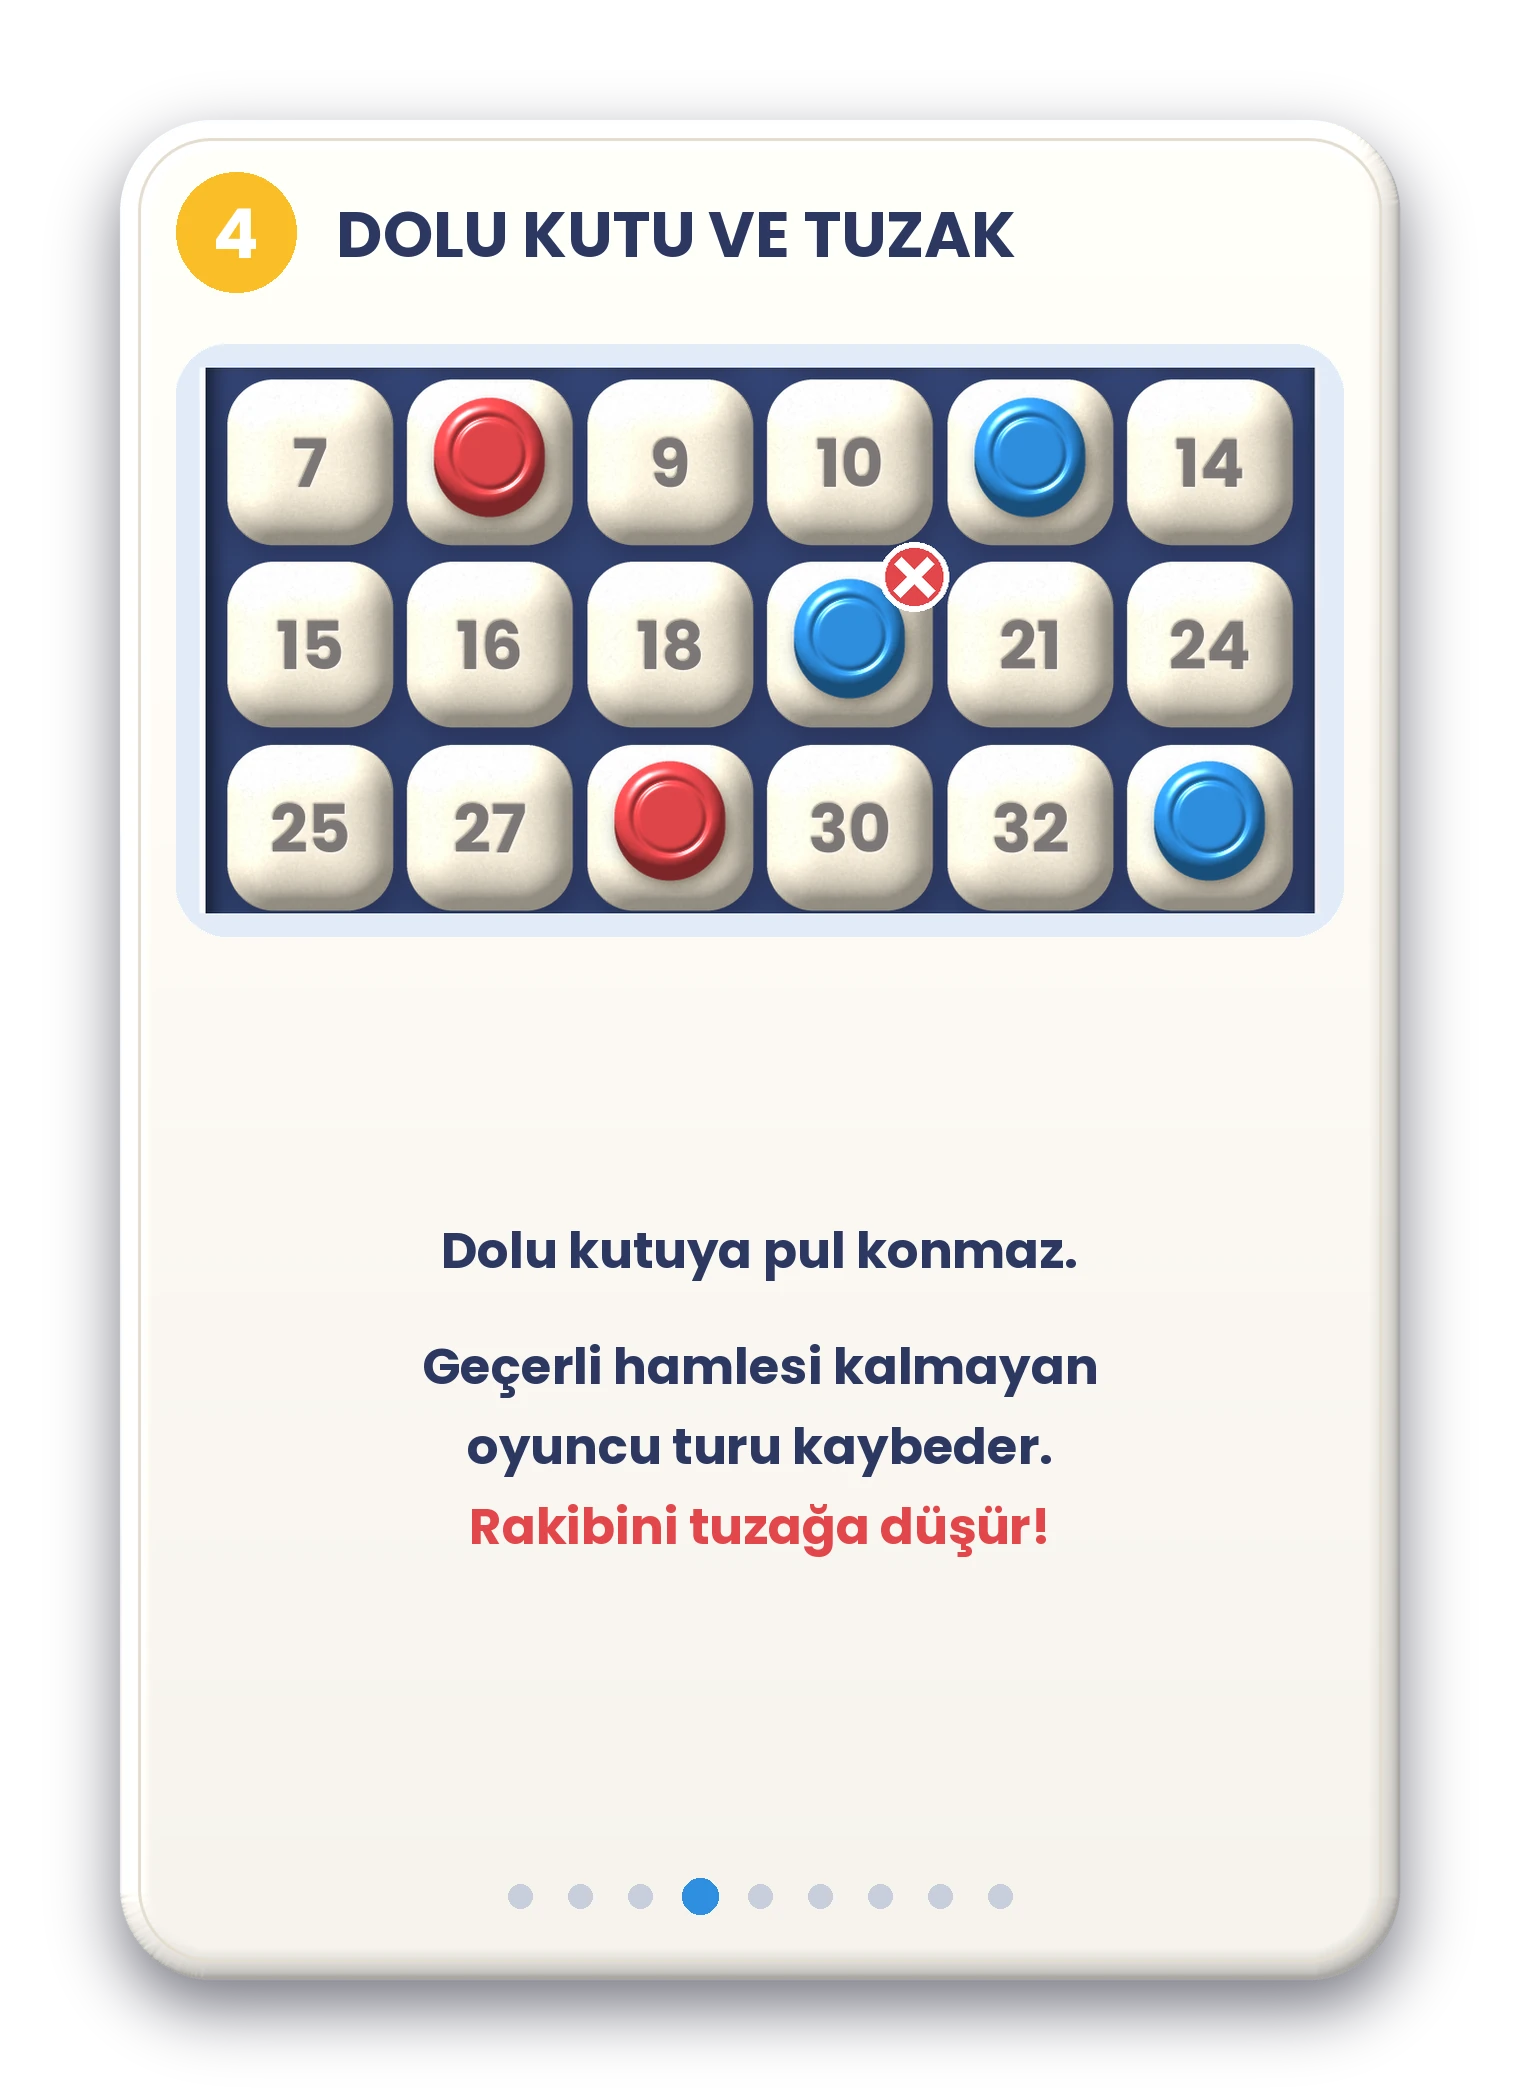 4 DOLU KUTU VE TUZAK
7 9 10 14
15 16 18 21 24
25 27 30 32
Dolu kutuya pul konmaz.
Geçerli hamlesi kalmayan
oyuncu turu kaybeder.
Rakibini tuzağa düşür!